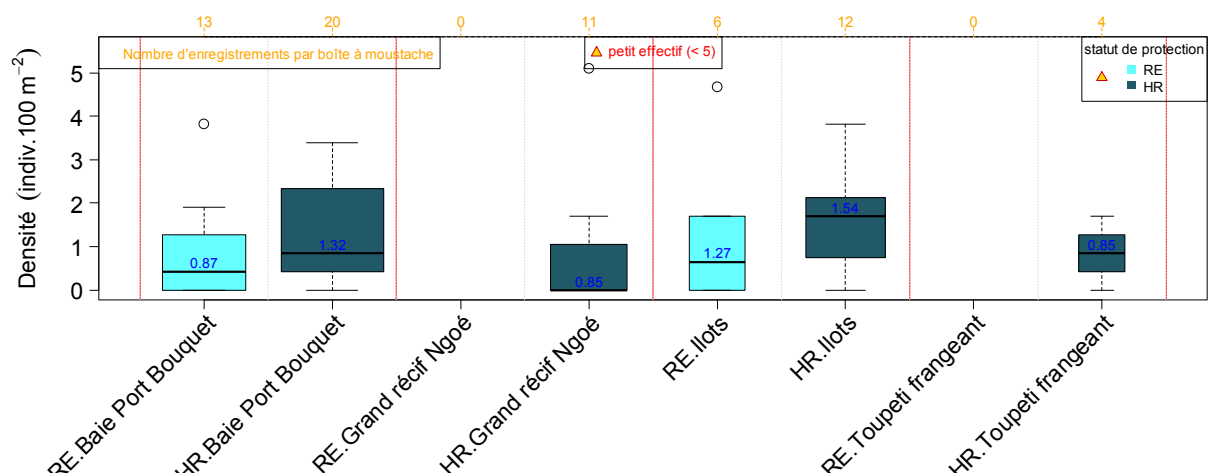 13 20 0 11 6 12 0 4
Nombre d'enregistrements par boîte à moustache
petit effectif (< 5)
statut de protection
RE
HR
Densité (indiv.100 m⁻²)
5
4
3
2
1
0
0.87
1.32
0.85
1.27
1.54
0.85
RE.Baie Port Bouquet
HR.Baie Port Bouquet
RE.Grand récif Ngoé
HR.Grand récif Ngoé
RE.Ilots
HR.Ilots
RE.Toupeti frangeant
HR.Toupeti frangeant